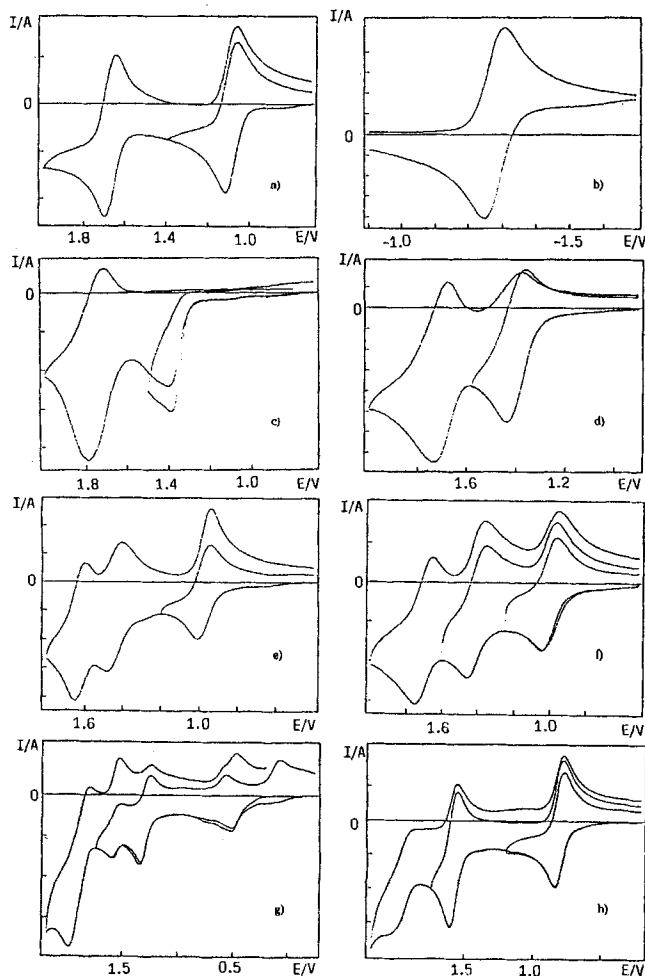 I/A I/A
0 0
a) b)
1.8 1.4 1.0 E/V -1.0 -1.5 E/V
I/A I/A
0 0
c) d)
1.8 1.4 1.0 E/V 1.6 1.2 E/V
I/A I/A
0 0
e) f)
1.6 1.0 E/V 1.6 1.0 E/V
I/A I/A
0 0
g) h)
1.5 0.5 E/V 1.5 1.0 E/V